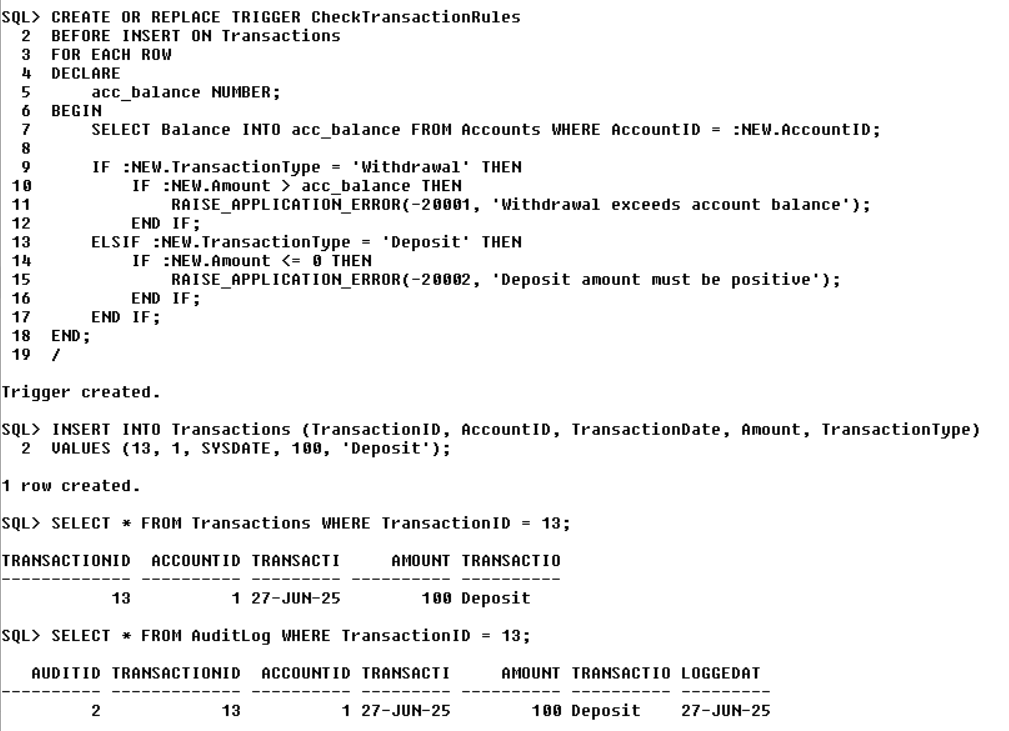 SQL> CREATE OR REPLACE TRIGGER CheckTransactionRules
  2  BEFORE INSERT ON Transactions
  3  FOR EACH ROW
  4  DECLARE
  5      acc_balance NUMBER;
  6  BEGIN
  7      SELECT Balance INTO acc_balance FROM Accounts WHERE AccountID = :NEW.AccountID;
  8
  9      IF :NEW.TransactionType = 'Withdrawal' THEN
 10          IF :NEW.Amount > acc_balance THEN
 11              RAISE_APPLICATION_ERROR(-20001, 'Withdrawal exceeds account balance');
 12          END IF;
 13      ELSIF :NEW.TransactionType = 'Deposit' THEN
 14          IF :NEW.Amount <= 0 THEN
 15              RAISE_APPLICATION_ERROR(-20002, 'Deposit amount must be positive');
 16          END IF;
 17      END IF;
 18  END;
 19  /
Trigger created.
SQL> INSERT INTO Transactions (TransactionID, AccountID, TransactionDate, Amount, TransactionType)
  2  VALUES (13, 1, SYSDATE, 100, 'Deposit');
1 row created.
SQL> SELECT * FROM Transactions WHERE TransactionID = 13;
TRANSACTIONID  ACCOUNTID TRANSACTI     AMOUNT TRANSACTIO
------------- ---------- --------- ---------- ----------
           13          1 27-JUN-25        100 Deposit
SQL> SELECT * FROM AuditLog WHERE TransactionID = 13;
   AUDITID TRANSACTIONID  ACCOUNTID TRANSACTI     AMOUNT TRANSACTIO LOGGEDAT
---------- ------------- ---------- --------- ---------- ---------- ---------
         2            13          1 27-JUN-25        100 Deposit    27-JUN-25